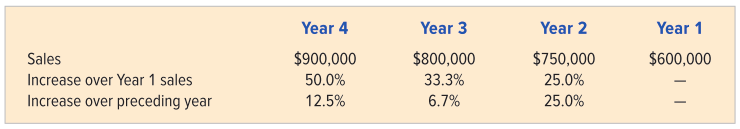 Year 4 Year 3 Year 2 Year 1
Sales $900,000 $800,000 $750,000 $600,000
Increase over Year 1 sales 50.0% 33.3% 25.0% —
Increase over preceding year 12.5% 6.7% 25.0% —